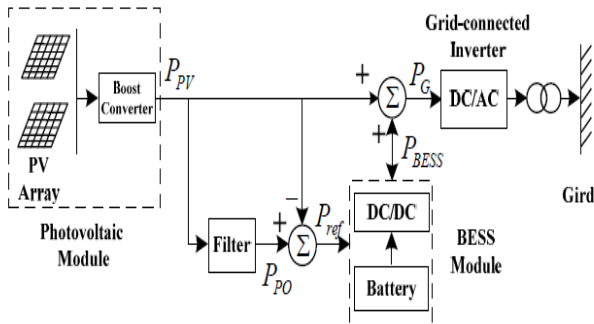 Grid-connected
Inverter
PV
Array
Boost
Converter
Photovoltaic
Module
P_PV
+
Σ
+
P_G
DC/AC
Gird
P_BESS
Filter
P_PO
+
−
Σ
P_ref
DC/DC
Battery
BESS
Module